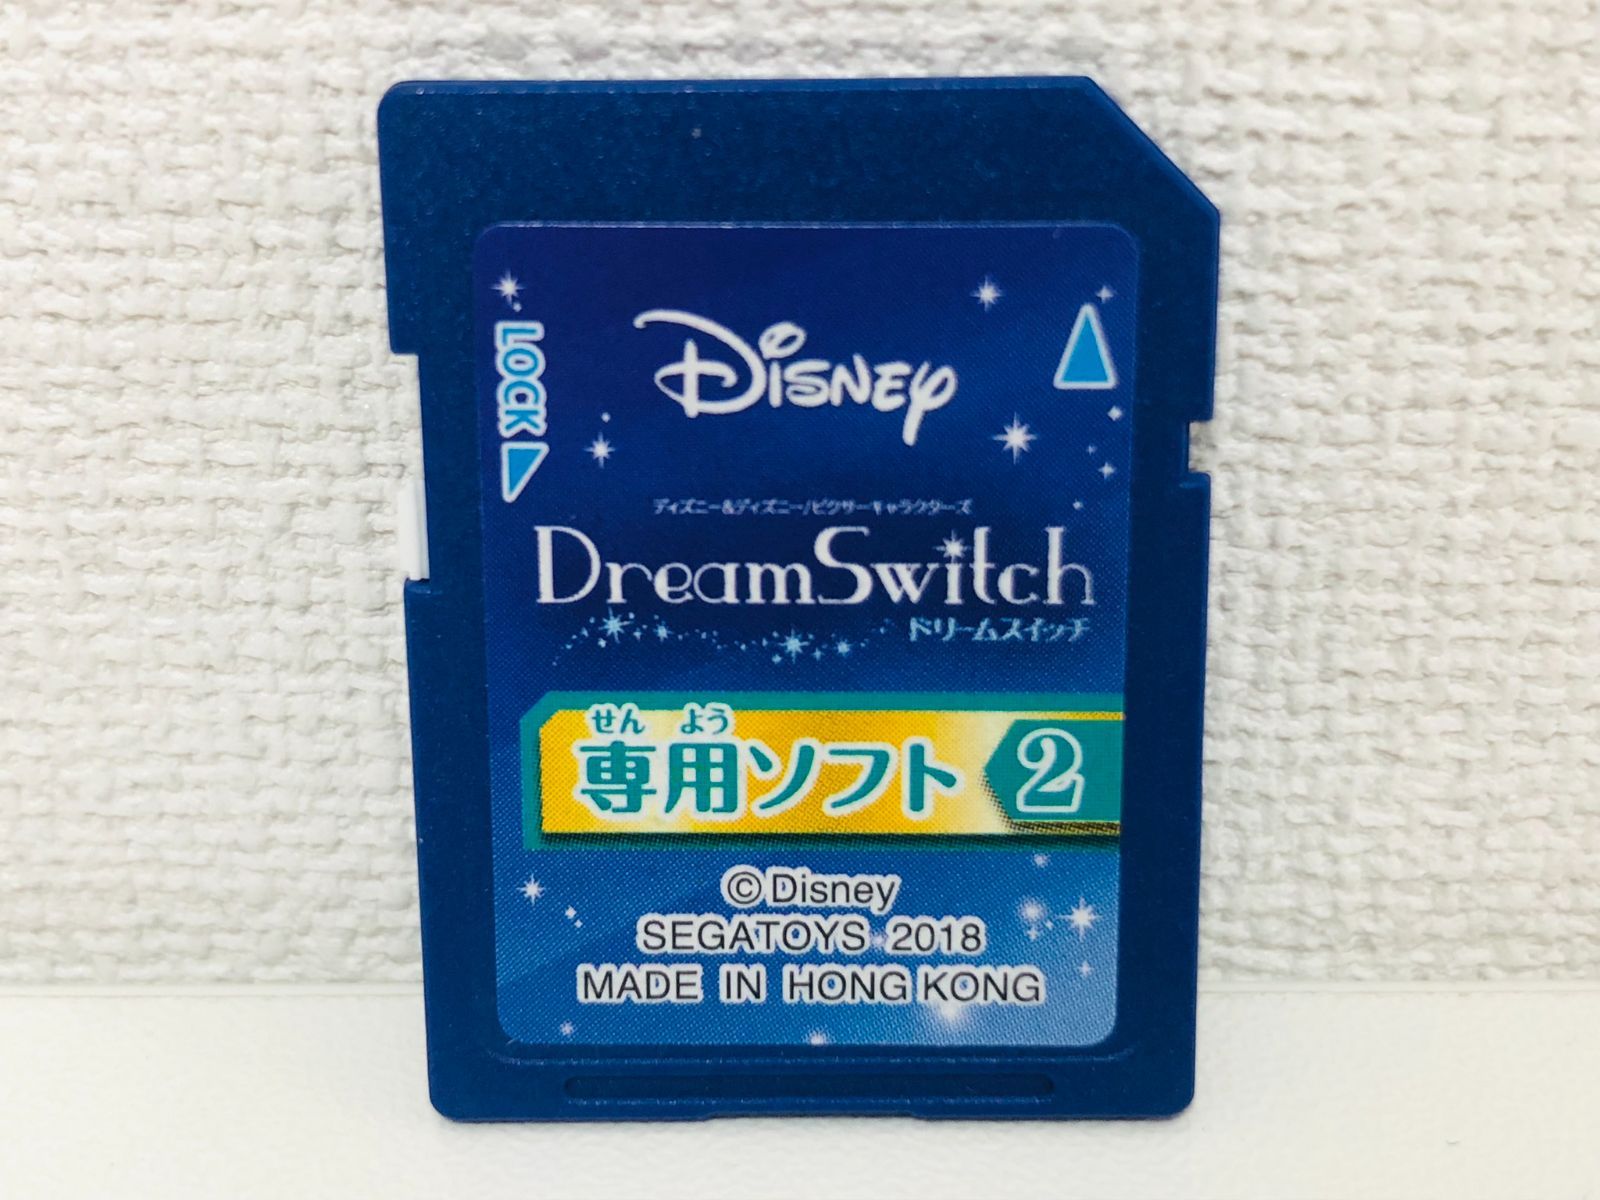 Disney
LOCK
ディズニー&ディズニー/ピクサーキャラクターズ
DreamSwitch
ドリームスイッチ
せん よう
専用ソフト 2
©Disney
SEGATOYS 2018
MADE IN HONG KONG